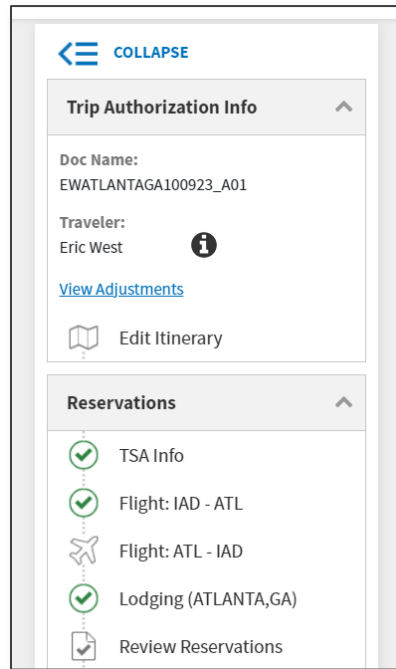 COLLAPSE
Trip Authorization Info
Doc Name:
EWATLANTAGA100923_A01
Traveler:
Eric West
View Adjustments
Edit Itinerary
Reservations
TSA Info
Flight: IAD - ATL
Flight: ATL - IAD
Lodging (ATLANTA,GA)
Review Reservations